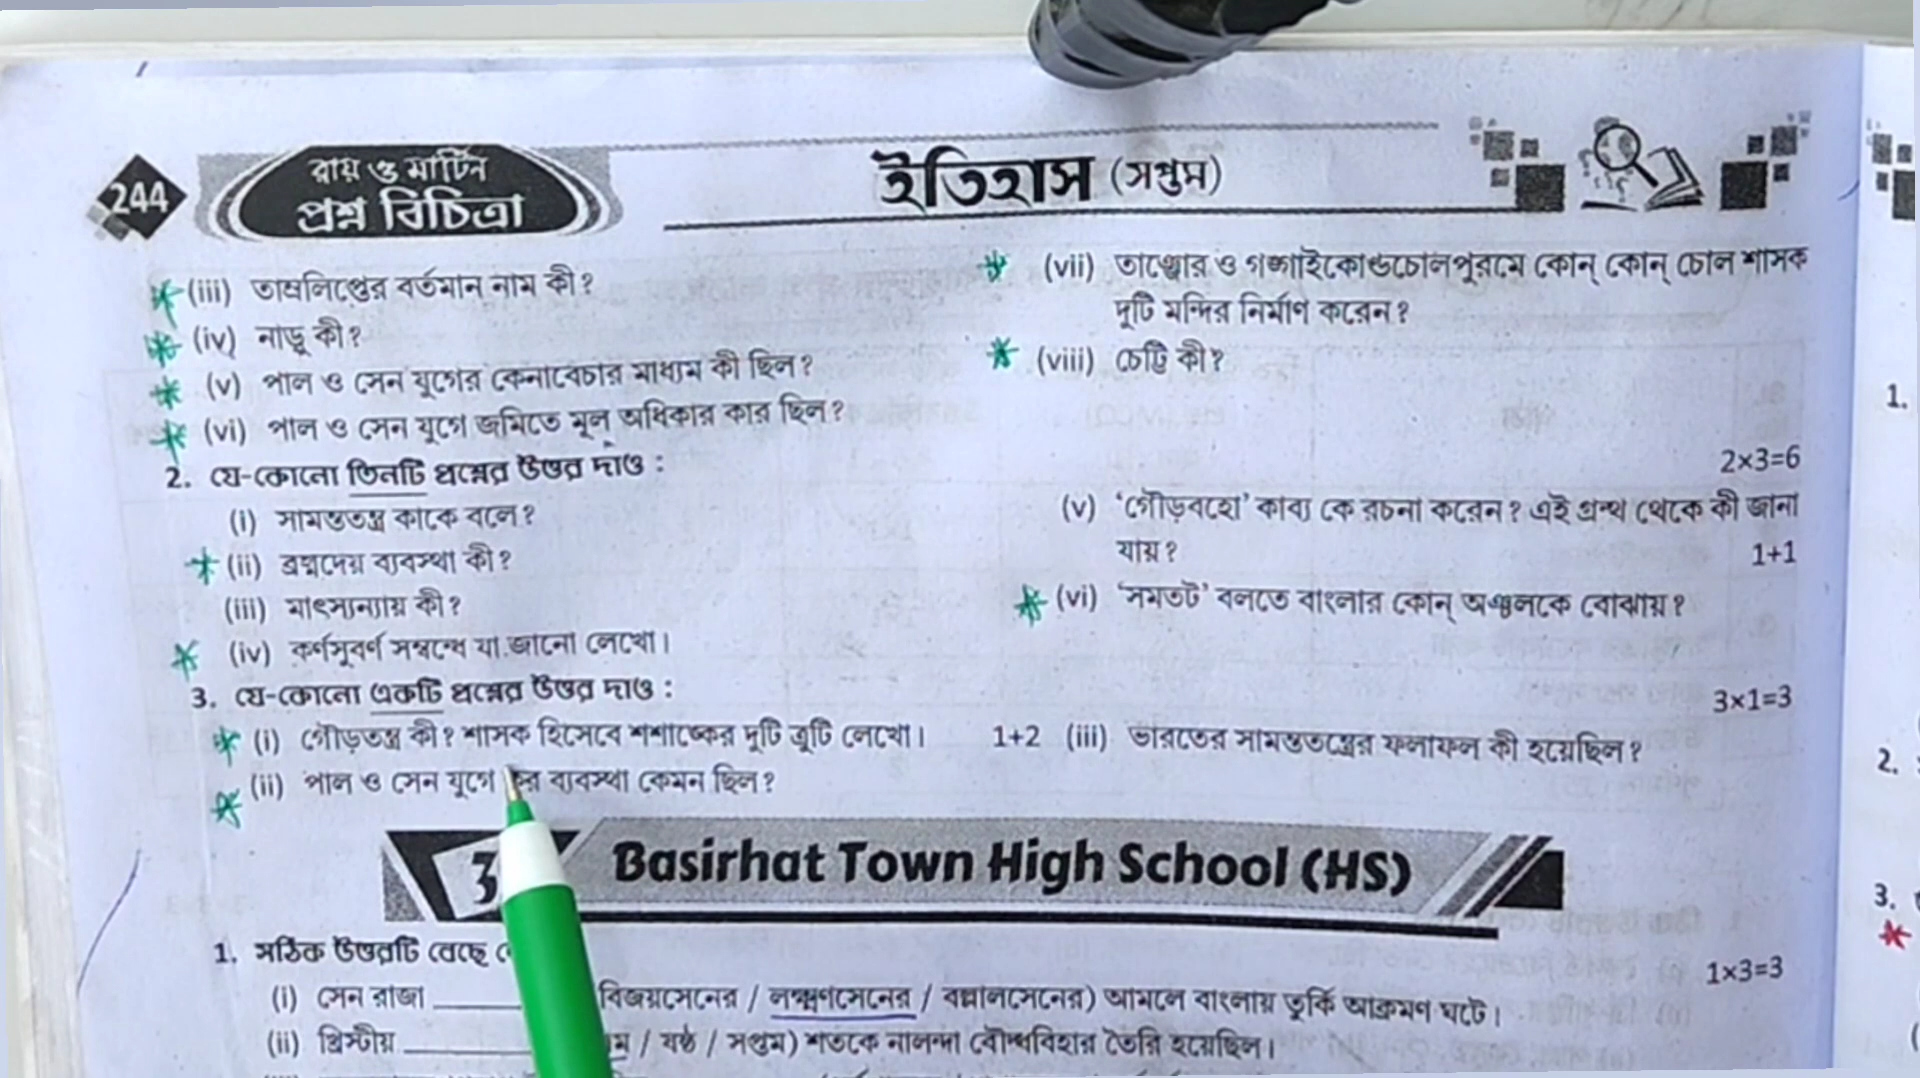 244
রায় ও মার্টিন
প্রশ্ন বিচিত্রা
ইতিহাস (সপ্তম)
(iii) তাম্রলিপ্তের বর্তমান নাম কী?
(iv) নাড়ু কী?
(v) পাল ও সেন যুগের কেনাবেচার মাধ্যম কী ছিল?
(vi) পাল ও সেন যুগে জমিতে মূল অধিকার কার ছিল?
(vii) তাঞ্জোর ও গঙ্গাইকোণ্ডচোলপুরমে কোন্ কোন্ চোল শাসক
দুটি মন্দির নির্মাণ করেন?
(viii) চেট্টি কী?
2. যে-কোনো তিনটি প্রশ্নের উত্তর দাও :
2×3=6
(i) সামন্ততন্ত্র কাকে বলে?
(ii) ব্রহ্মদেয় ব্যবস্থা কী?
(iii) মাৎস্যন্যায় কী?
(iv) কর্ণসুবর্ণ সম্বন্ধে যা জানো লেখো।
(v) ‘গৌড়বহো’ কাব্য কে রচনা করেন? এই গ্রন্থ থেকে কী জানা
যায়? 1+1
(vi) ‘সমতট’ বলতে বাংলার কোন্ অঞ্চলকে বোঝায়?
3. যে-কোনো একটি প্রশ্নের উত্তর দাও :
3×1=3
(i) গৌড়তন্ত্র কী? শাসক হিসেবে শশাঙ্কের দুটি ত্রুটি লেখো। 1+2
(ii) পাল ও সেন যুগে কর ব্যবস্থা কেমন ছিল?
(iii) ভারতের সামন্ততন্ত্রের ফলাফল কী হয়েছিল?
3
Basirhat Town High School (HS)
1. সঠিক উত্তরটি বেছে
1×3=3
(i) সেন রাজা ______ বিজয়সেনের / লক্ষ্মণসেনের / বল্লালসেনের) আমলে বাংলায় তুর্কি আক্রমণ ঘটে।
(ii) খ্রিস্টীয় ______ / ষষ্ঠ / সপ্তম) শতকে নালন্দা বৌদ্ধবিহার তৈরি হয়েছিল।
1.
2.
3.